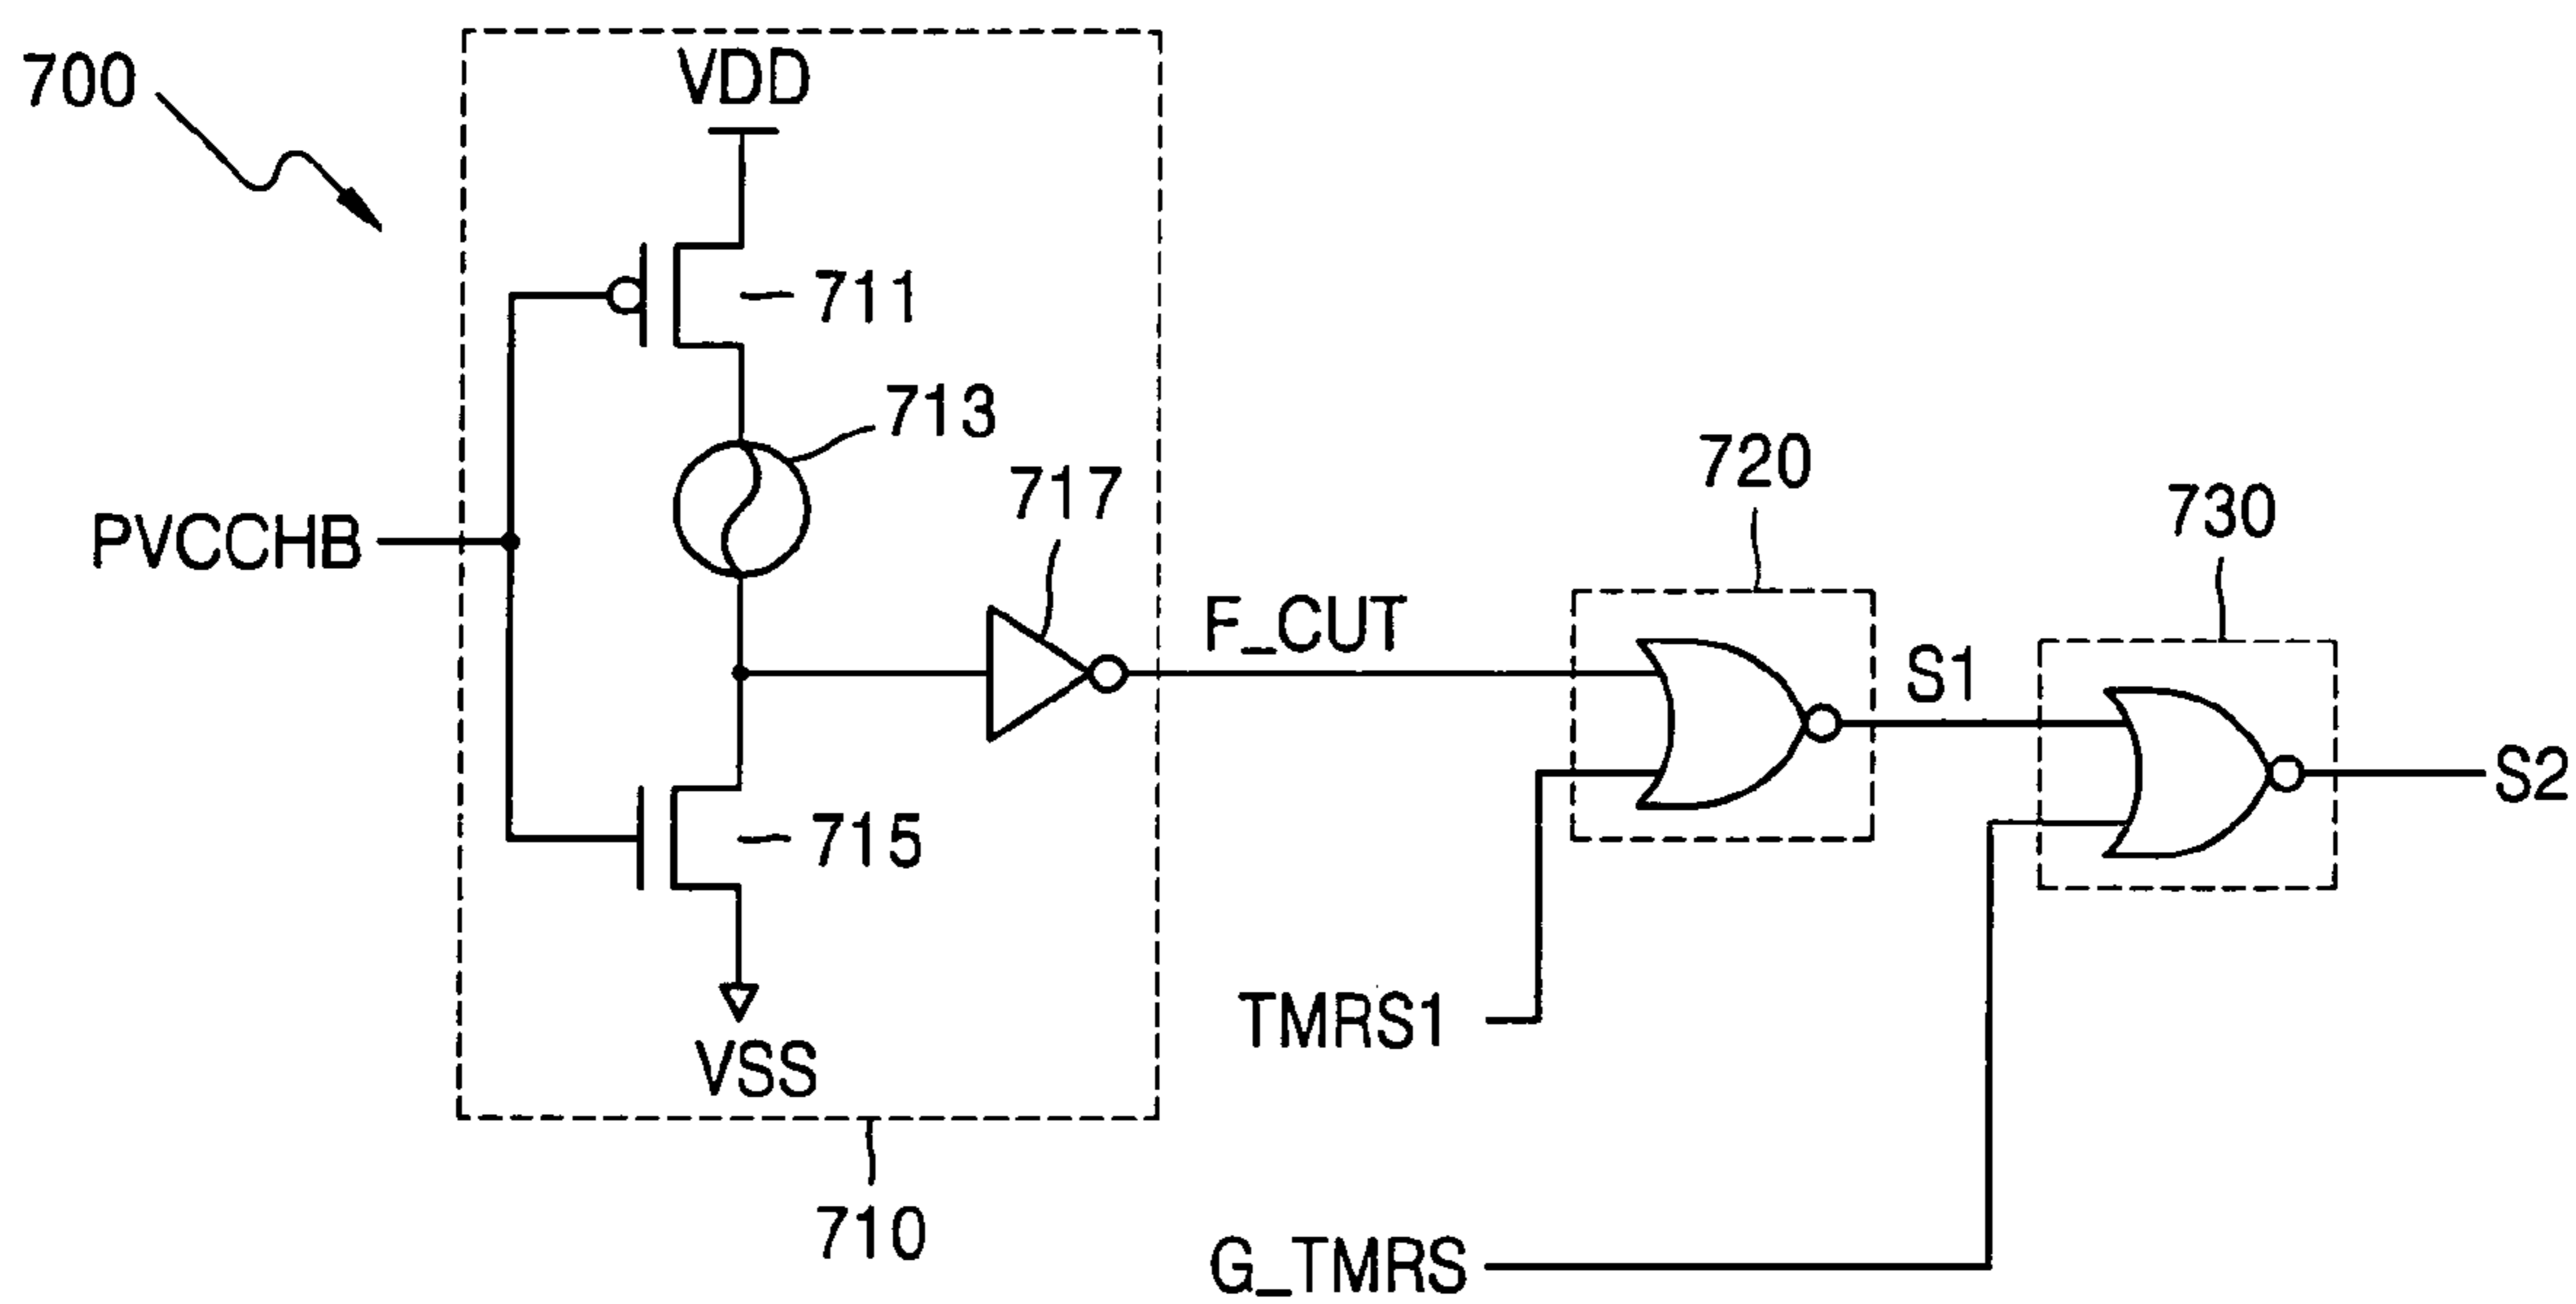 700
VDD
711
713
717
PVCCHB
F_CUT
720
730
S1
S2
715
VSS
TMRS1
710
G_TMRS